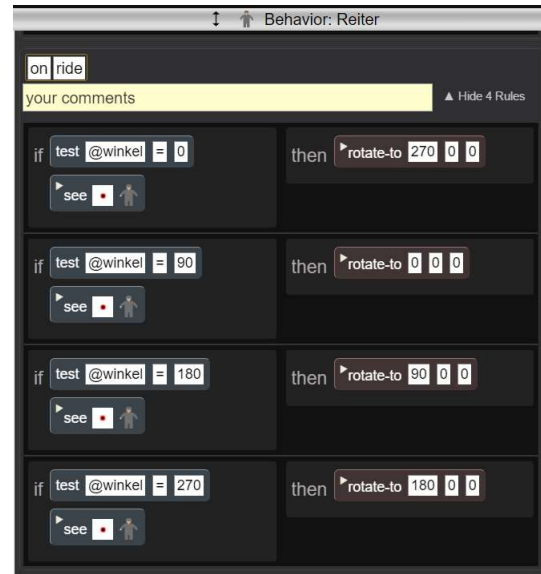 Behavior: Reiter
on ride
your comments
▲ Hide 4 Rules
if test @winkel = 0 then rotate-to 270 0 0
see
if test @winkel = 90 then rotate-to 0 0 0
see
if test @winkel = 180 then rotate-to 90 0 0
see
if test @winkel = 270 then rotate-to 180 0 0
see